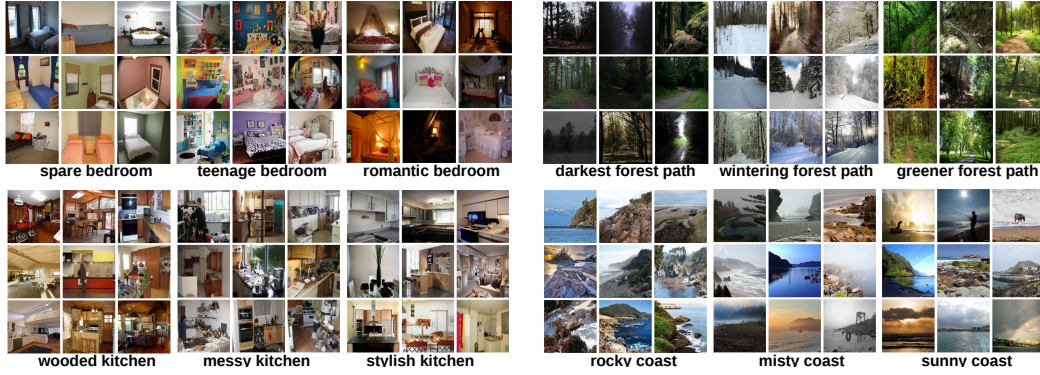 spare bedroom
teenage bedroom
romantic bedroom
darkest forest path
wintering forest path
greener forest path
wooded kitchen
messy kitchen
stylish kitchen
rocky coast
misty coast
sunny coast